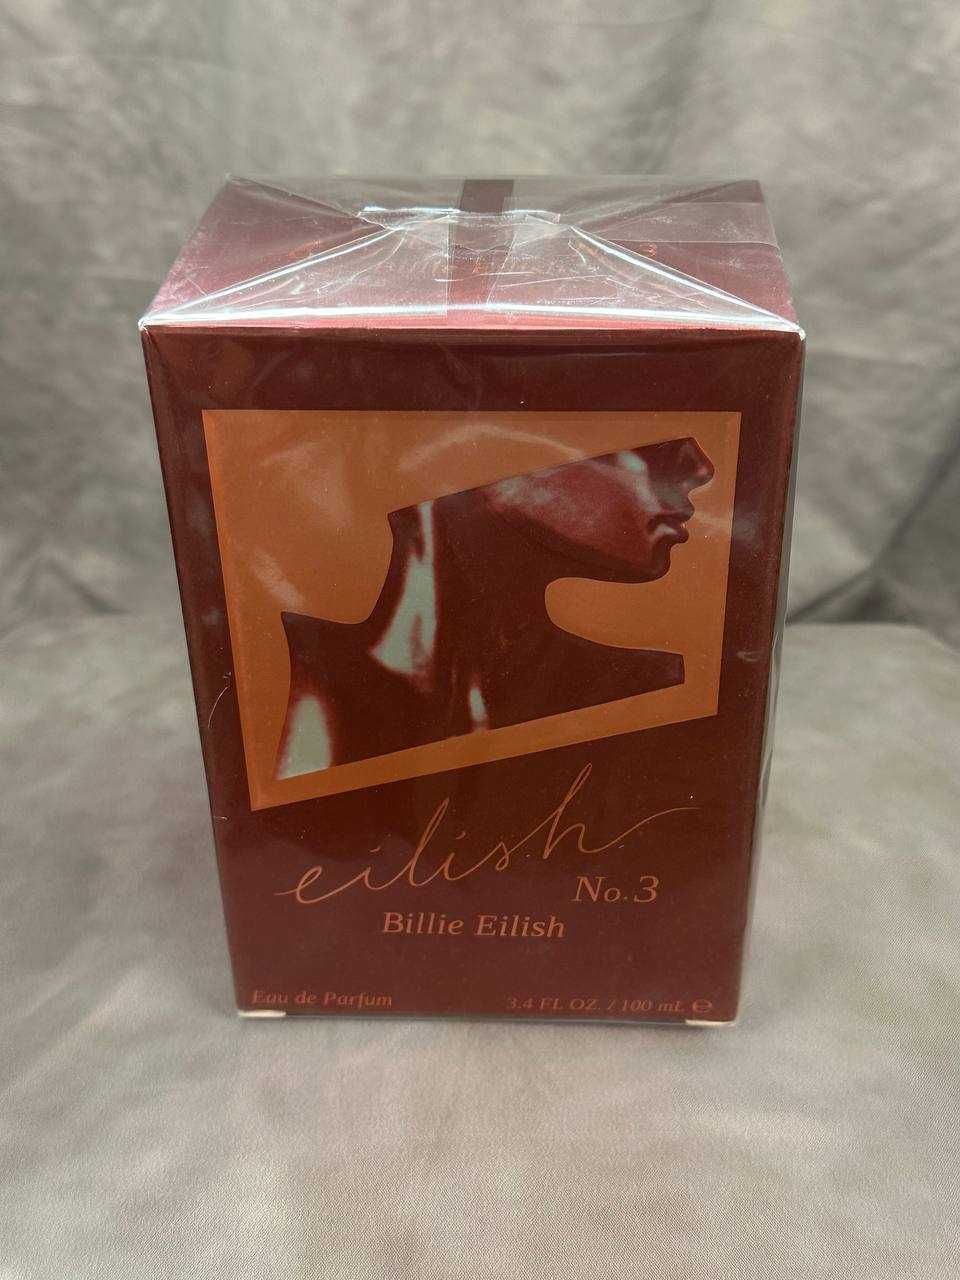 eilish
No.3
Billie Eilish
Eau de Parfum
3.4 FL OZ. / 100 mL ℮